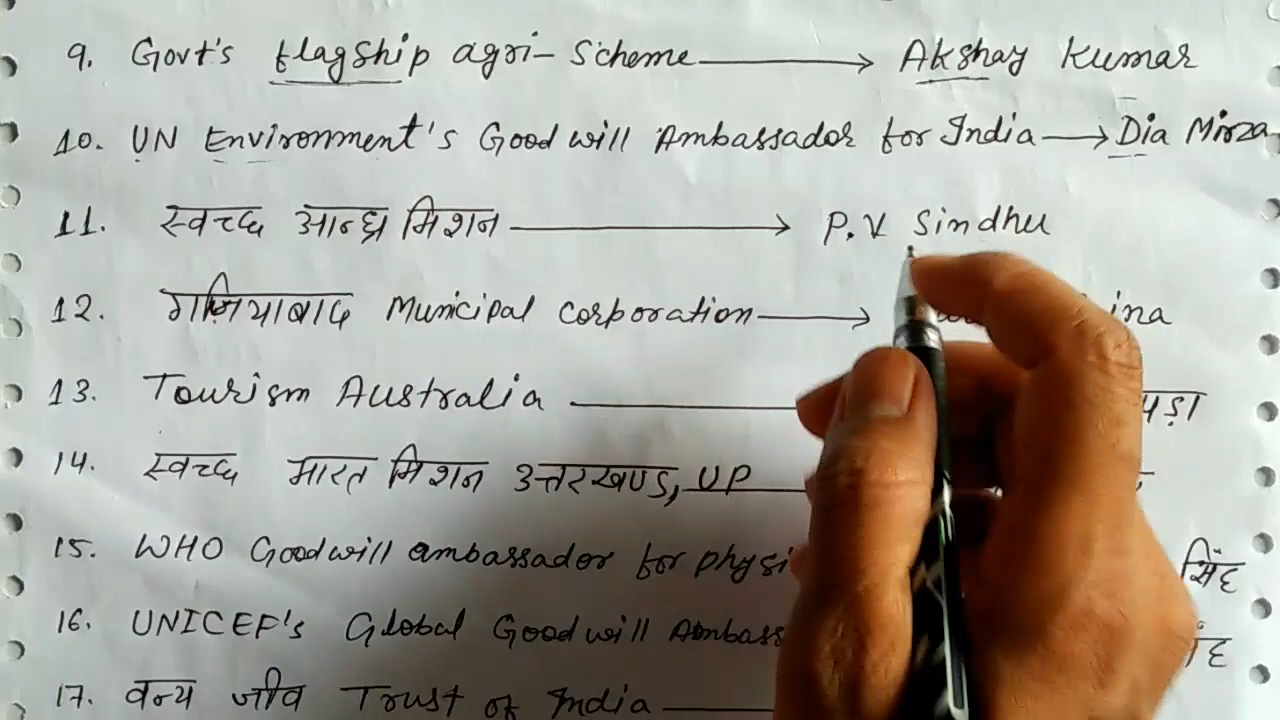 9. Govt's flagship agri-Scheme → Akshay Kumar
10. UN Environment's Goodwill Ambassador for India → Dia Mirza
11. स्वच्छ आन्ध्र मिशन → P.V Sindhu
12. गाजियाबाद Municipal corporation →
13. Tourism Australia
14. स्वच्छ भारत मिशन उत्तरखण्ड, UP
15. WHO Goodwill ambassador for physi सिंह
16. UNICEF's Global Goodwill Ambass
17. वन्य जीव Trust of India